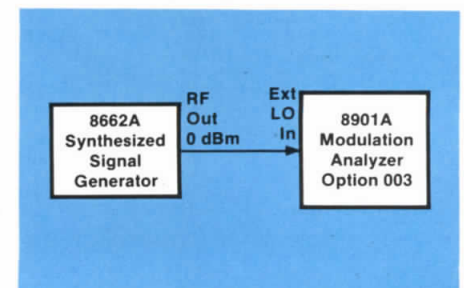 8662A
Synthesized
Signal
Generator
RF
Out
0 dBm
Ext
LO
In
8901A
Modulation
Analyzer
Option 003